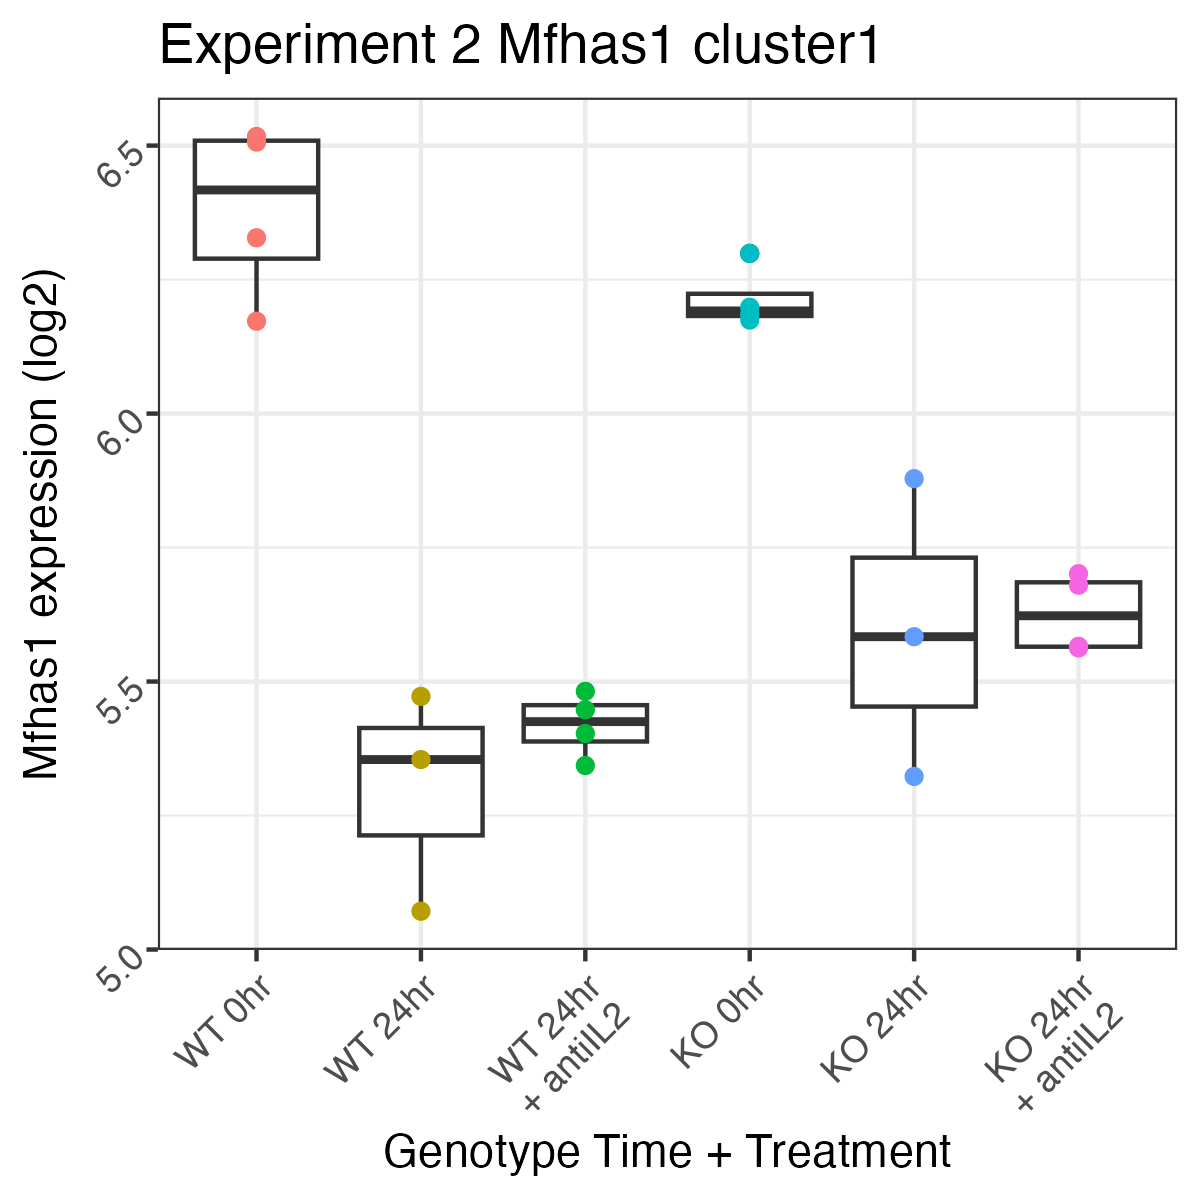 Experiment 2 Mfhas1 cluster1
Mfhas1 expression (log2)
6.5
6.0
5.5
5.0
WT 0hr
WT 24hr
WT 24hr
+ antiIL2
KO 0hr
KO 24hr
KO 24hr
+ antiIL2
Genotype Time + Treatment